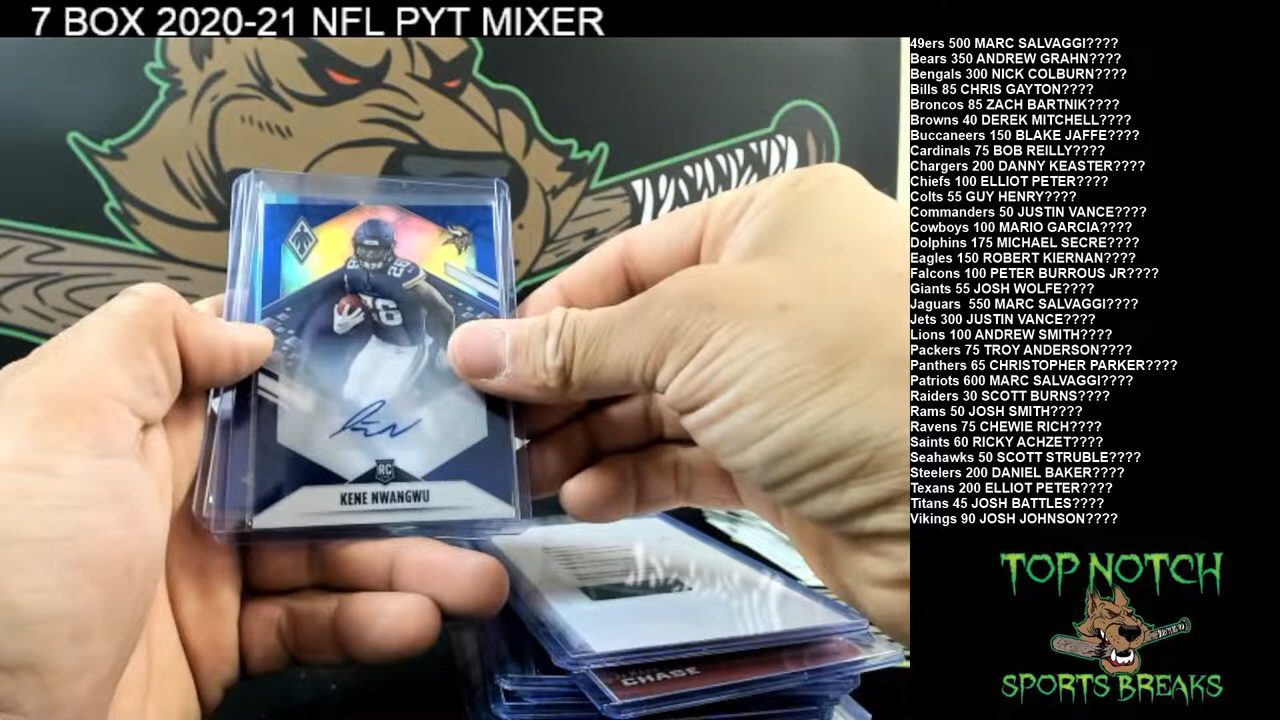 7 BOX 2020-21 NFL PYT MIXER
49ers 500 MARC SALVAGGI????
Bears 350 ANDREW GRAHN????
Bengals 300 NICK COLBURN????
Bills 85 CHRIS GAYTON????
Broncos 85 ZACH BARTNIK????
Browns 40 DEREK MITCHELL????
Buccaneers 150 BLAKE JAFFE????
Cardinals 75 BOB REILLY????
Chargers 200 DANNY KEASTER????
Chiefs 100 ELLIOT PETER????
Colts 55 GUY HENRY????
Commanders 50 JUSTIN VANCE????
Cowboys 100 MARIO GARCIA????
Dolphins 175 MICHAEL SECRE????
Eagles 150 ROBERT KIERNAN????
Falcons 100 PETER BURROUS JR????
Giants 55 JOSH WOLFE????
Jaguars  550 MARC SALVAGGI????
Jets 300 JUSTIN VANCE????
Lions 100 ANDREW SMITH????
Packers 75 TROY ANDERSON????
Panthers 65 CHRISTOPHER PARKER????
Patriots 600 MARC SALVAGGI????
Raiders 30 SCOTT BURNS????
Rams 50 JOSH SMITH????
Ravens 75 CHEWIE RICH????
Saints 60 RICKY ACHZET????
Seahawks 50 SCOTT STRUBLE????
Steelers 200 DANIEL BAKER????
Texans 200 ELLIOT PETER????
Titans 45 JOSH BATTLES????
Vikings 90 JOSH JOHNSON????
26
26
RC
KENE NWANGWU
CHASE
TOP NOTCH
SPORTS BREAKS